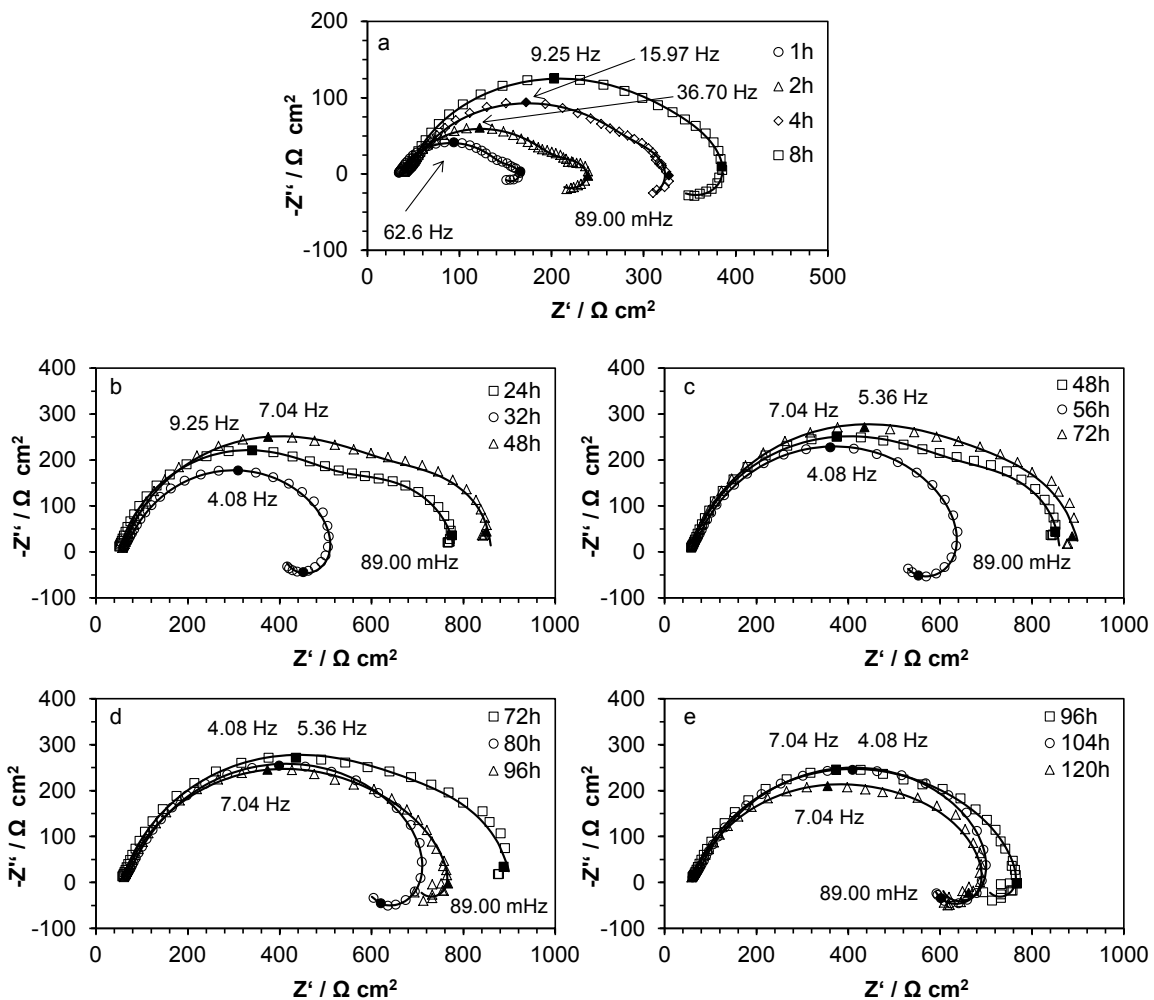 a
9.25 Hz
15.97 Hz
36.70 Hz
62.6 Hz
89.00 mHz
1h
2h
4h
8h
200
100
0
-100
-Z'' / Ω cm²
0 100 200 300 400 500
Z' / Ω cm²
b
9.25 Hz
7.04 Hz
4.08 Hz
89.00 mHz
24h
32h
48h
400
300
200
100
0
-100
-Z'' / Ω cm²
0 200 400 600 800 1000
Z' / Ω cm²
c
7.04 Hz
5.36 Hz
4.08 Hz
89.00 mHz
48h
56h
72h
400
300
200
100
0
-100
-Z'' / Ω cm²
0 200 400 600 800 1000
Z' / Ω cm²
d
4.08 Hz
5.36 Hz
7.04 Hz
89.00 mHz
72h
80h
96h
400
300
200
100
0
-100
-Z'' / Ω cm²
0 200 400 600 800 1000
Z' / Ω cm²
e
7.04 Hz
4.08 Hz
7.04 Hz
89.00 mHz
96h
104h
120h
400
300
200
100
0
-100
-Z'' / Ω cm²
0 200 400 600 800 1000
Z' / Ω cm²